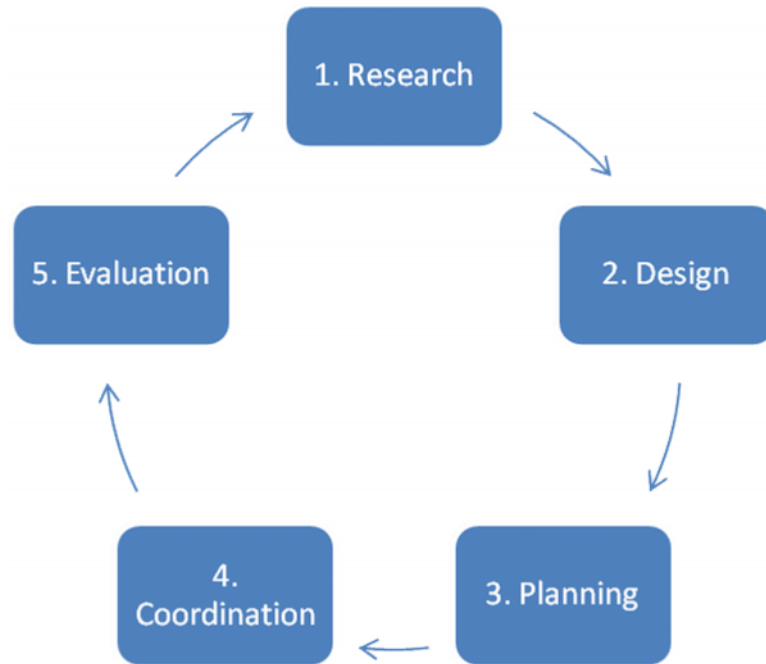 1. Research
2. Design
3. Planning
4.
Coordination
5. Evaluation